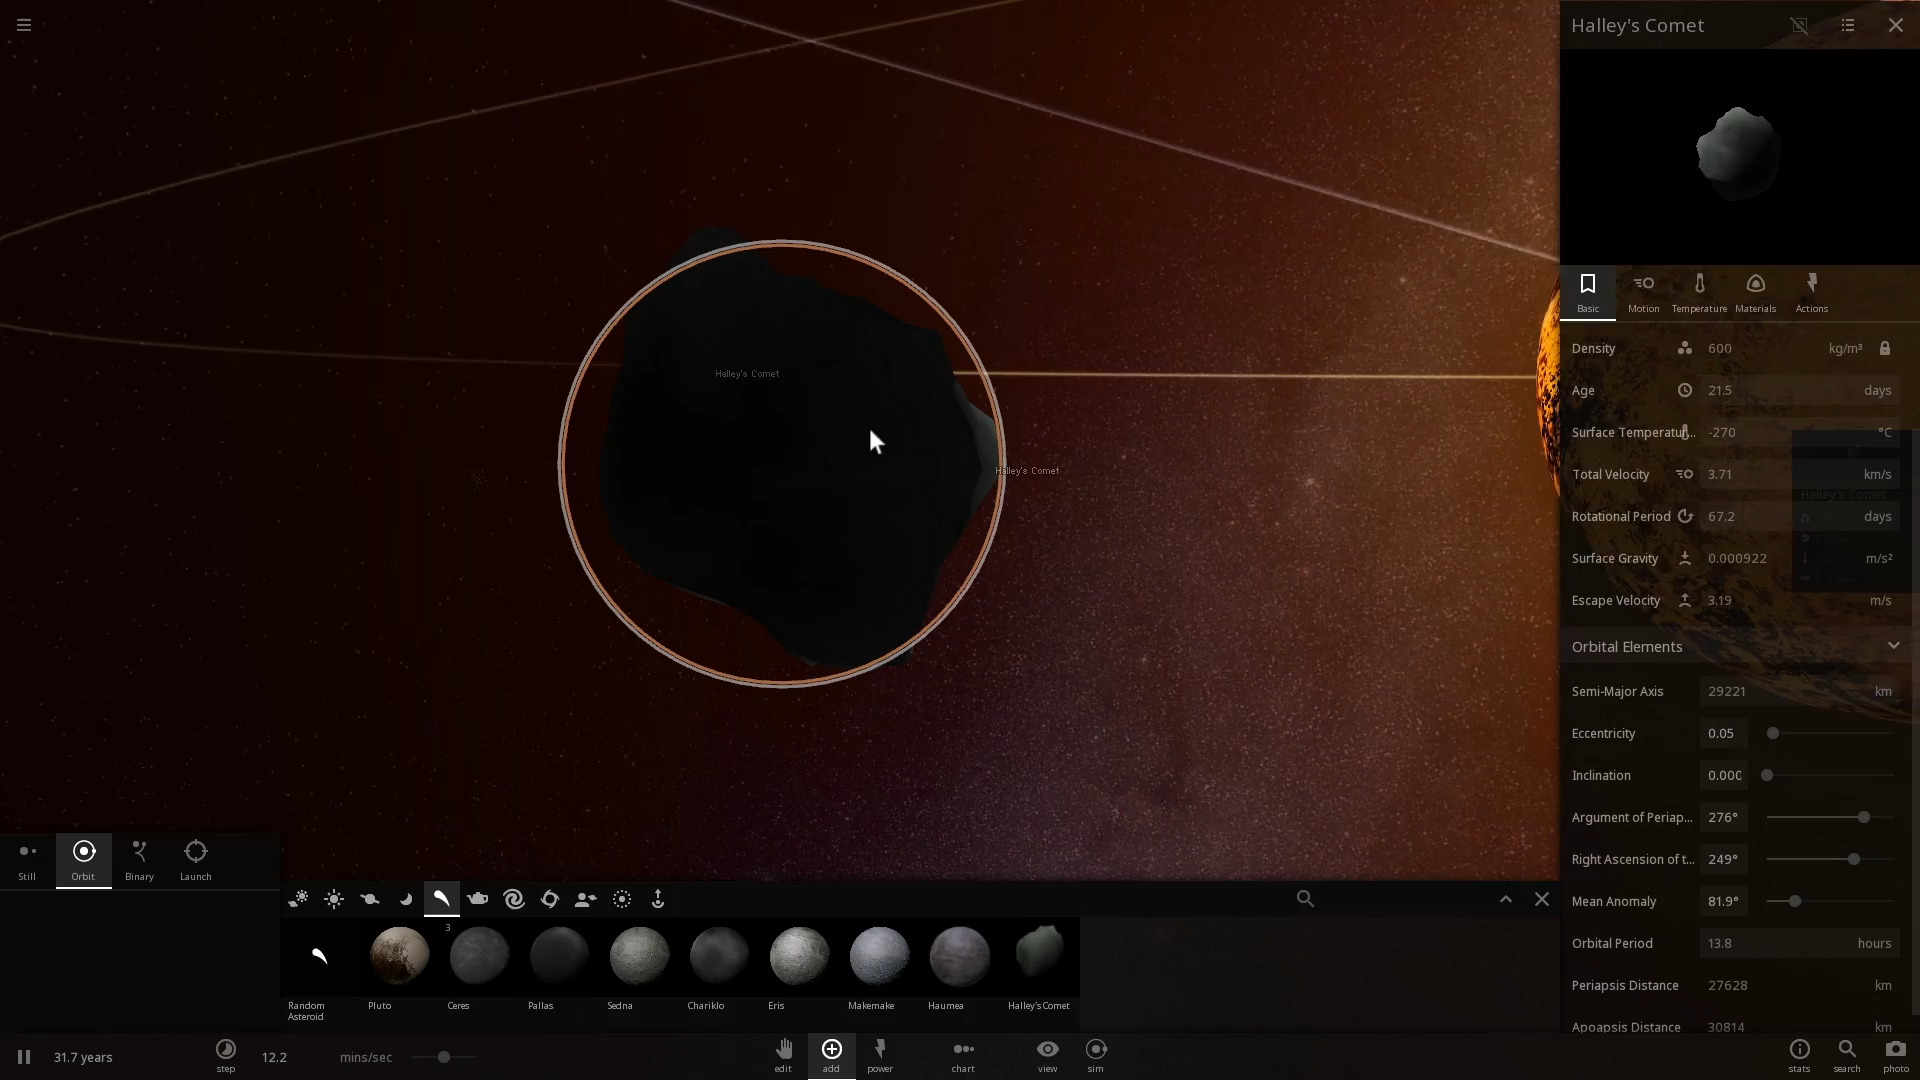 Halley's Comet
Basic
Motion
Temperature
Materials
Actions
Density 600 kg/m³
Age 21.5 days
Surface Temperatur... -270 °C
Total Velocity 3.71 km/s
Halley's Comet
Rotational Period 67.2 days
Surface Gravity 0.000922 m/s²
Escape Velocity 3.19 m/s
Orbital Elements
Semi-Major Axis 29221 km
Eccentricity 0.05
Inclination 0.000
Argument of Periap... 276°
Right Ascension of t... 249°
Mean Anomaly 81.9°
Orbital Period 13.8 hours
Periapsis Distance 27628 km
Apoapsis Distance 30814 km
Halley's Comet
Halley's Comet
Still
Orbit
Binary
Launch
3
Random
Asteroid
Pluto
Ceres
Pallas
Sedna
Chariklo
Eris
Makemake
Haumea
Halley's Comet
31.7 years
step
12.2 mins/sec
edit
add
power
chart
view
sim
stats
search
photo